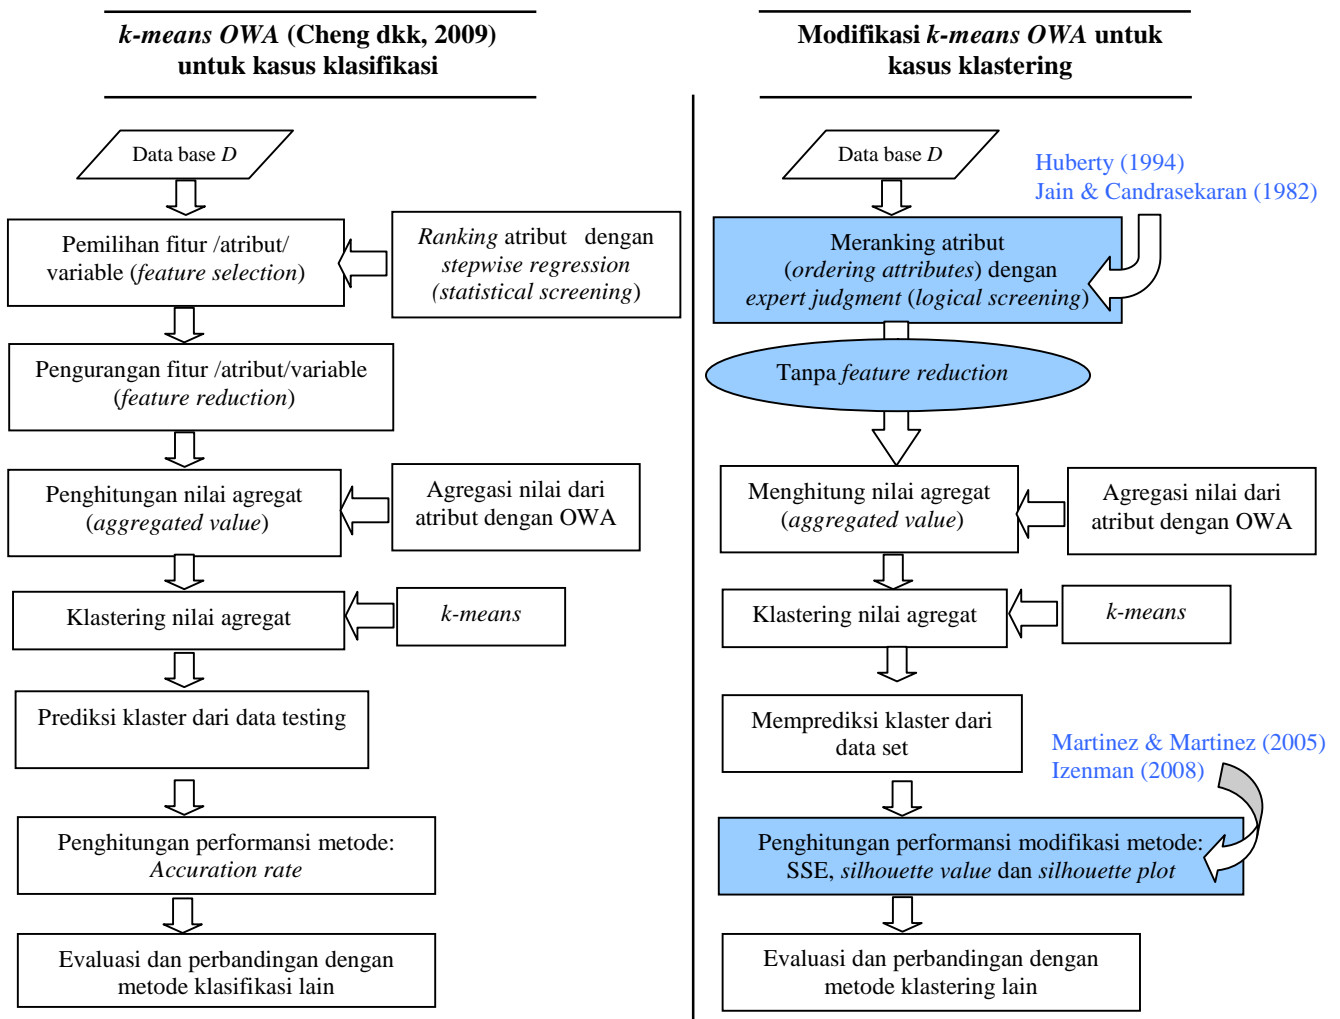 k-means OWA (Cheng dkk, 2009)
untuk kasus klasifikasi
Data base D
Pemilihan fitur /atribut/
variable (feature selection)
Ranking atribut dengan
stepwise regression
(statistical screening)
Pengurangan fitur /atribut/variable
(feature reduction)
Penghitungan nilai agregat
(aggregated value)
Agregasi nilai dari
atribut dengan OWA
Klastering nilai agregat
k-means
Prediksi klaster dari data testing
Penghitungan performansi metode:
Accuration rate
Evaluasi dan perbandingan dengan
metode klasifikasi lain
Modifikasi k-means OWA untuk
kasus klastering
Data base D
Huberty (1994)
Jain & Candrasekaran (1982)
Meranking atribut
(ordering attributes) dengan
expert judgment (logical screening)
Tanpa feature reduction
Menghitung nilai agregat
(aggregated value)
Agregasi nilai dari
atribut dengan OWA
Klastering nilai agregat
k-means
Memprediksi klaster dari
data set
Martinez & Martinez (2005)
Izenman (2008)
Penghitungan performansi modifikasi metode:
SSE, silhouette value dan silhouette plot
Evaluasi dan perbandingan dengan
metode klastering lain